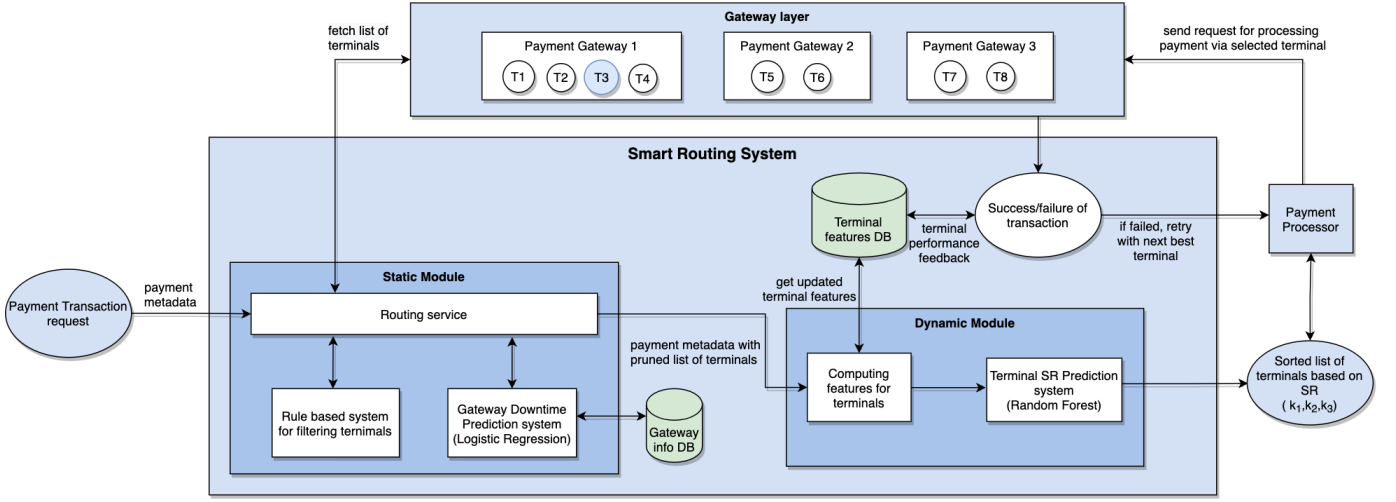 Gateway layer
fetch list of
terminals
Payment Gateway 1
T1
T2
T3
T4
Payment Gateway 2
T5
T6
Payment Gateway 3
T7
T8
send request for processing
payment via selected terminal
Smart Routing System
Terminal
features DB
terminal
performance
feedback
Success/failure of
transaction
if failed, retry
with next best
terminal
Payment
Processor
Payment Transaction
request
payment
metadata
Static Module
Routing service
Rule based system
for filtering ternimals
Gateway Downtime
Prediction system
(Logistic Regression)
Gateway
info DB
payment metadata with
pruned list of terminals
get updated
terminal features
Dynamic Module
Computing
features for
terminals
Terminal SR Prediction
system
(Random Forest)
Sorted list of
terminals based on
SR
( k₁,k₂,k₃)